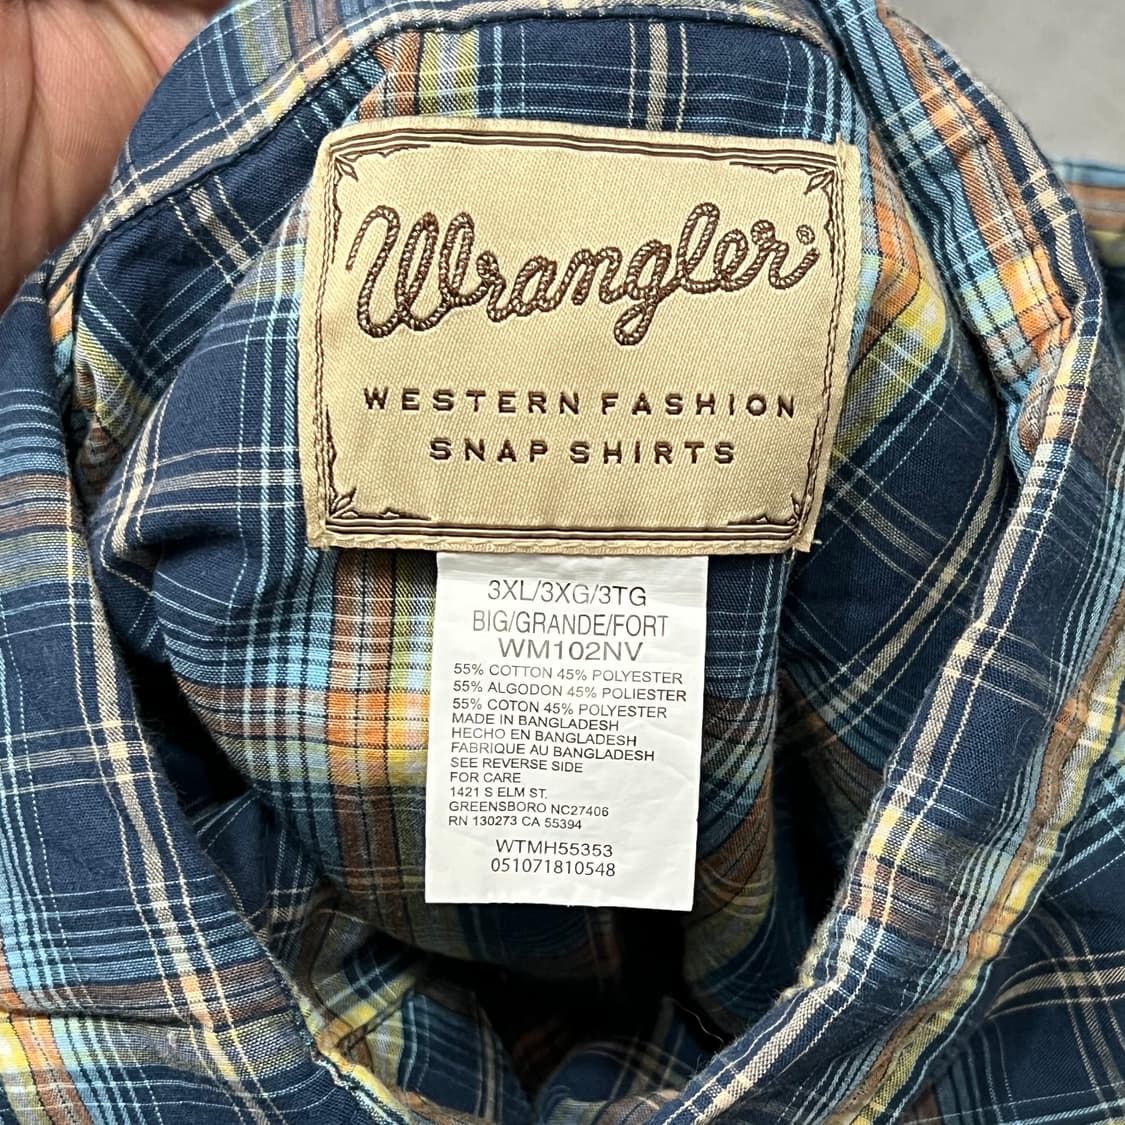 Wrangler®
WESTERN FASHION
SNAP SHIRTS
3XL/3XG/3TG
BIG/GRANDE/FORT
WM102NV
55% COTTON 45% POLYESTER
55% ALGODON 45% POLIESTER
55% COTON 45% POLYESTER
MADE IN BANGLADESH
HECHO EN BANGLADESH
FABRIQUE AU BANGLADESH
SEE REVERSE SIDE
FOR CARE
1421 S ELM ST.
GREENSBORO NC27406
RN 130273 CA 55394
WTMH55353
051071810548